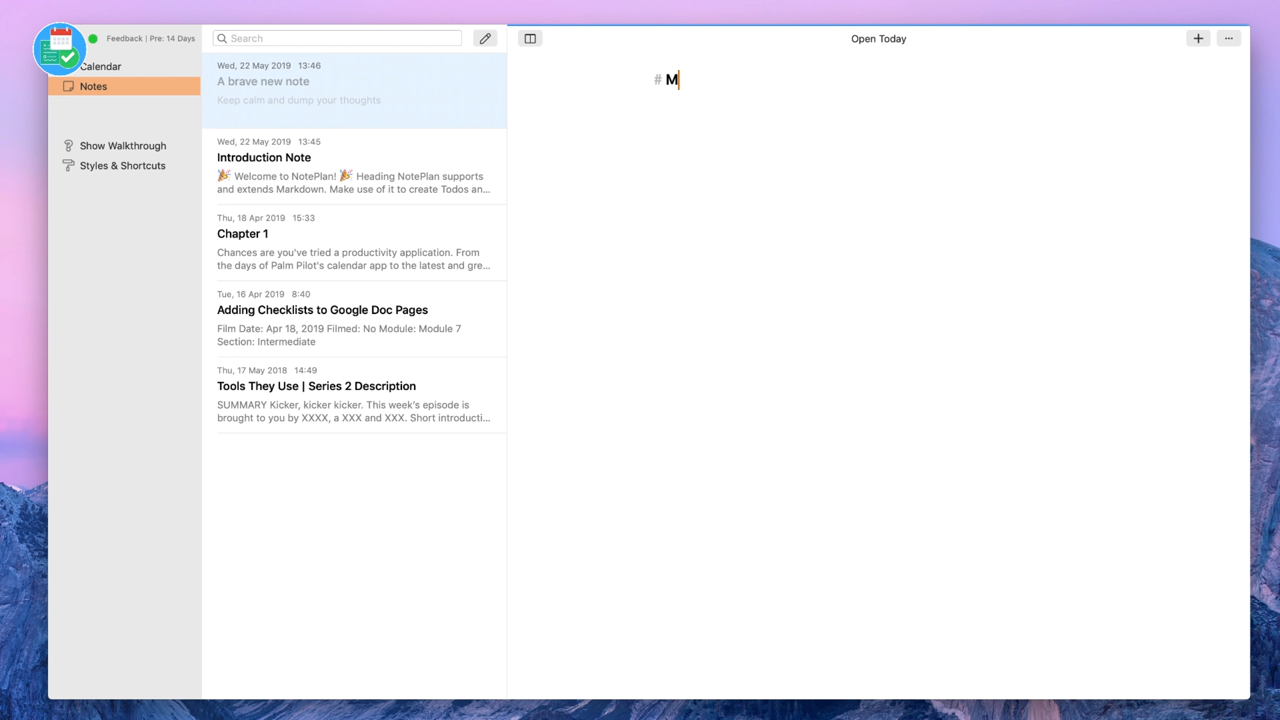 Feedback | Pre: 14 Days
Calendar
Notes
Show Walkthrough
Styles & Shortcuts
Search
Wed, 22 May 2019 13:46
A brave new note
Keep calm and dump your thoughts
Wed, 22 May 2019 13:45
Introduction Note
🎉 Welcome to NotePlan! 🎉 Heading NotePlan supports
and extends Markdown. Make use of it to create Todos an...
Thu, 18 Apr 2019 15:33
Chapter 1
Chances are you've tried a productivity application. From
the days of Palm Pilot's calendar app to the latest and gre...
Tue, 16 Apr 2019 8:40
Adding Checklists to Google Doc Pages
Film Date: Apr 18, 2019 Filmed: No Module: Module 7
Section: Intermediate
Thu, 17 May 2018 14:49
Tools They Use | Series 2 Description
SUMMARY Kicker, kicker kicker. This week's episode is
brought to you by XXXX, a XXX and XXX. Short introducti...
Open Today
# M